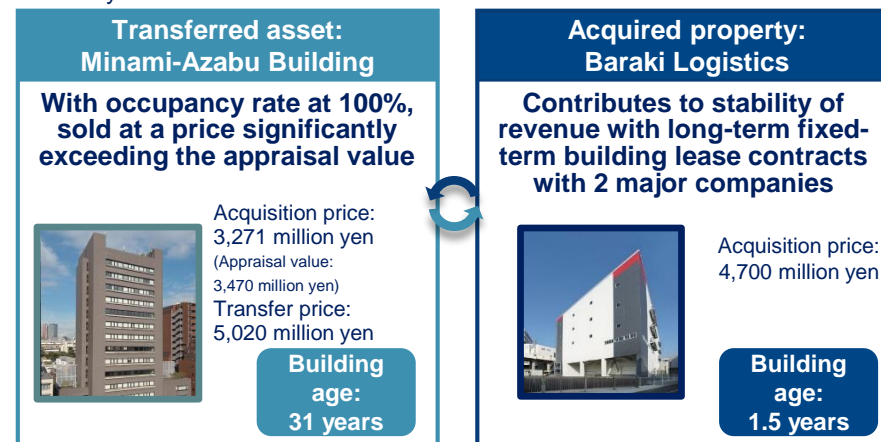 Transferred asset:
Minami-Azabu Building
With occupancy rate at 100%,
sold at a price significantly
exceeding the appraisal value
Acquisition price:
3,271 million yen
(Appraisal value:
3,470 million yen)
Transfer price:
5,020 million yen
Building
age:
31 years
Acquired property:
Baraki Logistics
Contributes to stability of
revenue with long-term fixed-
term building lease contracts
with 2 major companies
Acquisition price:
4,700 million yen
Building
age:
1.5 years